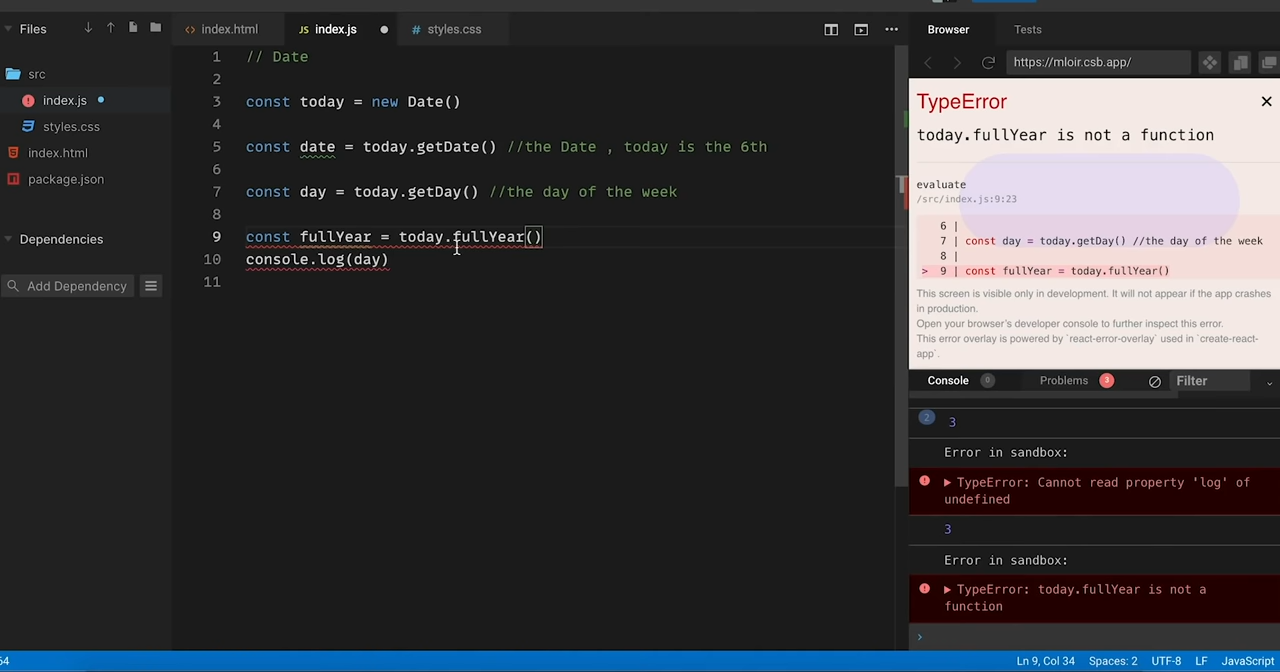 Files
index.html
JS index.js
# styles.css
Browser
Tests
src
index.js
styles.css
index.html
package.json
Dependencies
Add Dependency
1 // Date
2
3 const today = new Date()
4
5 const date = today.getDate() //the Date , today is the 6th
6
7 const day = today.getDay() //the day of the week
8
9 const fullYear = today.fullYear()
10 console.log(day)
11
https://mloir.csb.app/
TypeError
today.fullYear is not a function
evaluate
/src/index.js:9:23
6 |
7 | const day = today.getDay() //the day of the week
8 |
> 9 | const fullYear = today.fullYear()
This screen is visible only in development. It will not appear if the app crashes
in production.
Open your browser's developer console to further inspect this error.
This error overlay is powered by `react-error-overlay` used in `create-react-
app`.
Console 0 Problems 3 Filter
2 3
Error in sandbox:
TypeError: Cannot read property 'log' of
undefined
3
Error in sandbox:
TypeError: today.fullYear is not a
function
64
Ln 9, Col 34 Spaces: 2 UTF-8 LF JavaScript